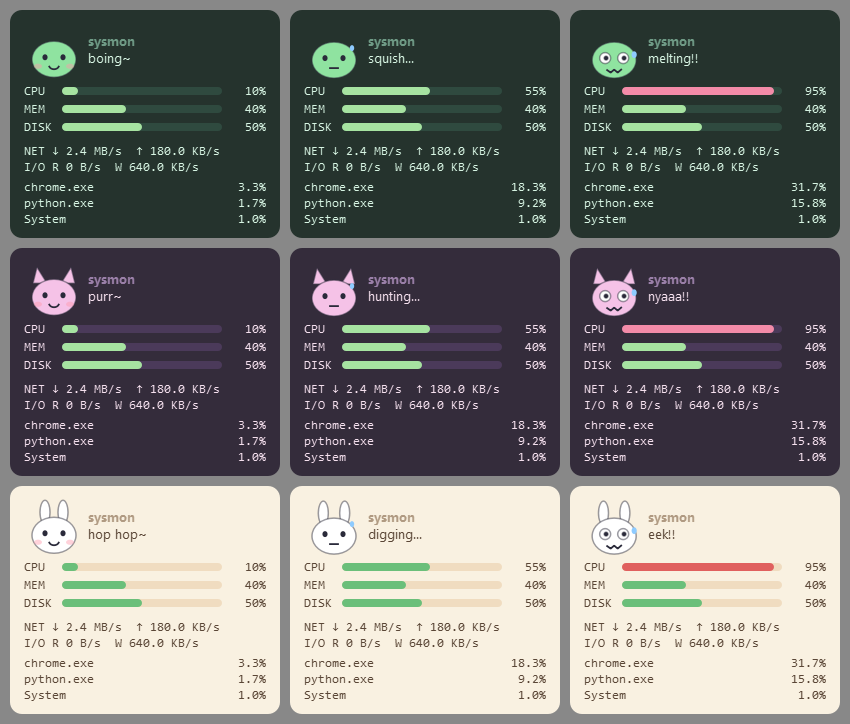 sysmon
boing~
CPU 10%
MEM 40%
DISK 50%
NET ↓ 2.4 MB/s ↑ 180.0 KB/s
I/O R 0 B/s W 640.0 KB/s
chrome.exe 3.3%
python.exe 1.7%
System 1.0%
sysmon
squish...
CPU 55%
MEM 40%
DISK 50%
NET ↓ 2.4 MB/s ↑ 180.0 KB/s
I/O R 0 B/s W 640.0 KB/s
chrome.exe 18.3%
python.exe 9.2%
System 1.0%
sysmon
melting!!
CPU 95%
MEM 40%
DISK 50%
NET ↓ 2.4 MB/s ↑ 180.0 KB/s
I/O R 0 B/s W 640.0 KB/s
chrome.exe 31.7%
python.exe 15.8%
System 1.0%
sysmon
purr~
CPU 10%
MEM 40%
DISK 50%
NET ↓ 2.4 MB/s ↑ 180.0 KB/s
I/O R 0 B/s W 640.0 KB/s
chrome.exe 3.3%
python.exe 1.7%
System 1.0%
sysmon
hunting...
CPU 55%
MEM 40%
DISK 50%
NET ↓ 2.4 MB/s ↑ 180.0 KB/s
I/O R 0 B/s W 640.0 KB/s
chrome.exe 18.3%
python.exe 9.2%
System 1.0%
sysmon
nyaaa!!
CPU 95%
MEM 40%
DISK 50%
NET ↓ 2.4 MB/s ↑ 180.0 KB/s
I/O R 0 B/s W 640.0 KB/s
chrome.exe 31.7%
python.exe 15.8%
System 1.0%
sysmon
hop hop~
CPU 10%
MEM 40%
DISK 50%
NET ↓ 2.4 MB/s ↑ 180.0 KB/s
I/O R 0 B/s W 640.0 KB/s
chrome.exe 3.3%
python.exe 1.7%
System 1.0%
sysmon
digging...
CPU 55%
MEM 40%
DISK 50%
NET ↓ 2.4 MB/s ↑ 180.0 KB/s
I/O R 0 B/s W 640.0 KB/s
chrome.exe 18.3%
python.exe 9.2%
System 1.0%
sysmon
eek!!
CPU 95%
MEM 40%
DISK 50%
NET ↓ 2.4 MB/s ↑ 180.0 KB/s
I/O R 0 B/s W 640.0 KB/s
chrome.exe 31.7%
python.exe 15.8%
System 1.0%